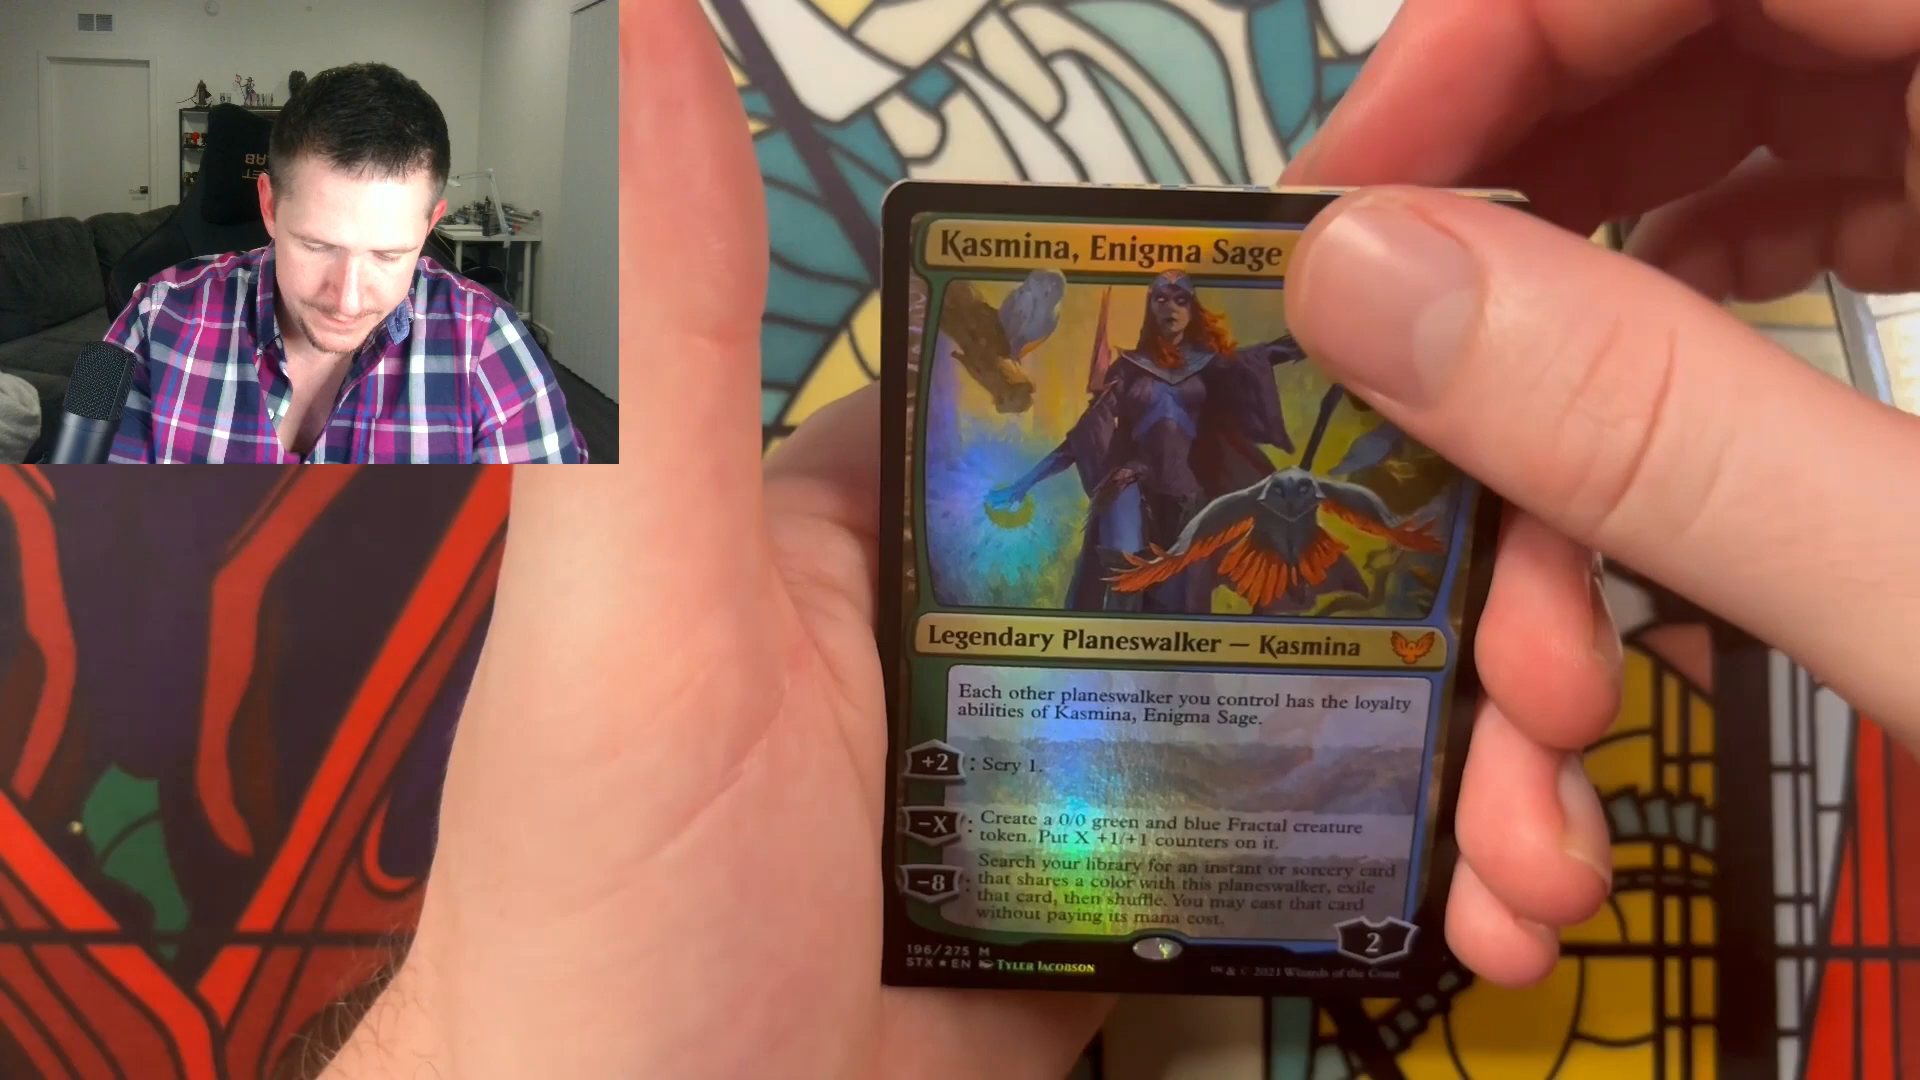 Kasmina, Enigma Sage
Legendary Planeswalker — Kasmina
Each other planeswalker you control has the loyalty
abilities of Kasmina, Enigma Sage.
+2 : Scry 1.
−X : Create a 0/0 green and blue Fractal creature
token. Put X +1/+1 counters on it.
Search your library for an instant or sorcery card
−8 : that shares a color with this planeswalker, exile
that card, then shuffle. You may cast that card
without paying its mana cost.
2
196/275 M
STX ★ EN TYLER JACOBSON
™ & © 2021 Wizards of the Coast